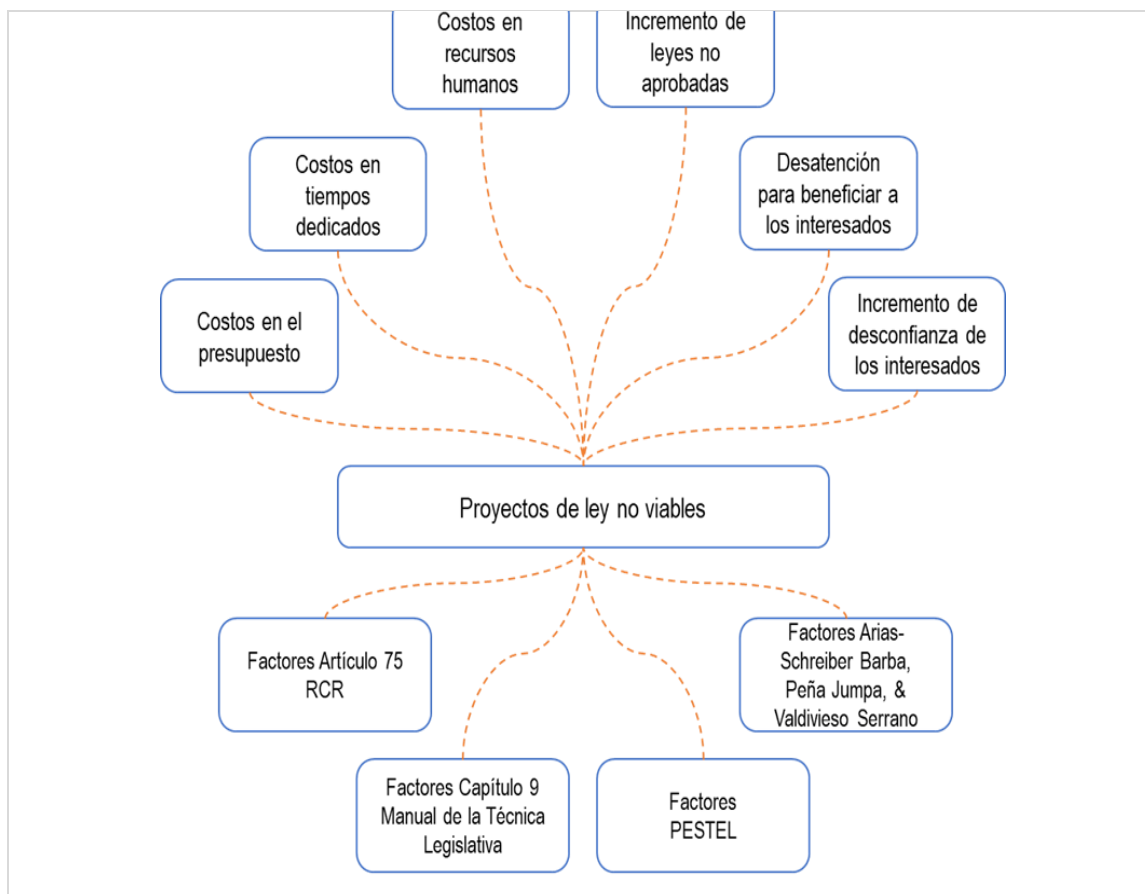 Costos en
recursos
humanos
Incremento de
leyes no
aprobadas
Costos en
tiempos
dedicados
Desatención
para beneficiar a
los interesados
Costos en el
presupuesto
Incremento de
desconfianza de
los interesados
Proyectos de ley no viables
Factores Artículo 75
RCR
Factores Arias-
Schreiber Barba,
Peña Jumpa, &
Valdivieso Serrano
Factores Capítulo 9
Manual de la Técnica
Legislativa
Factores
PESTEL